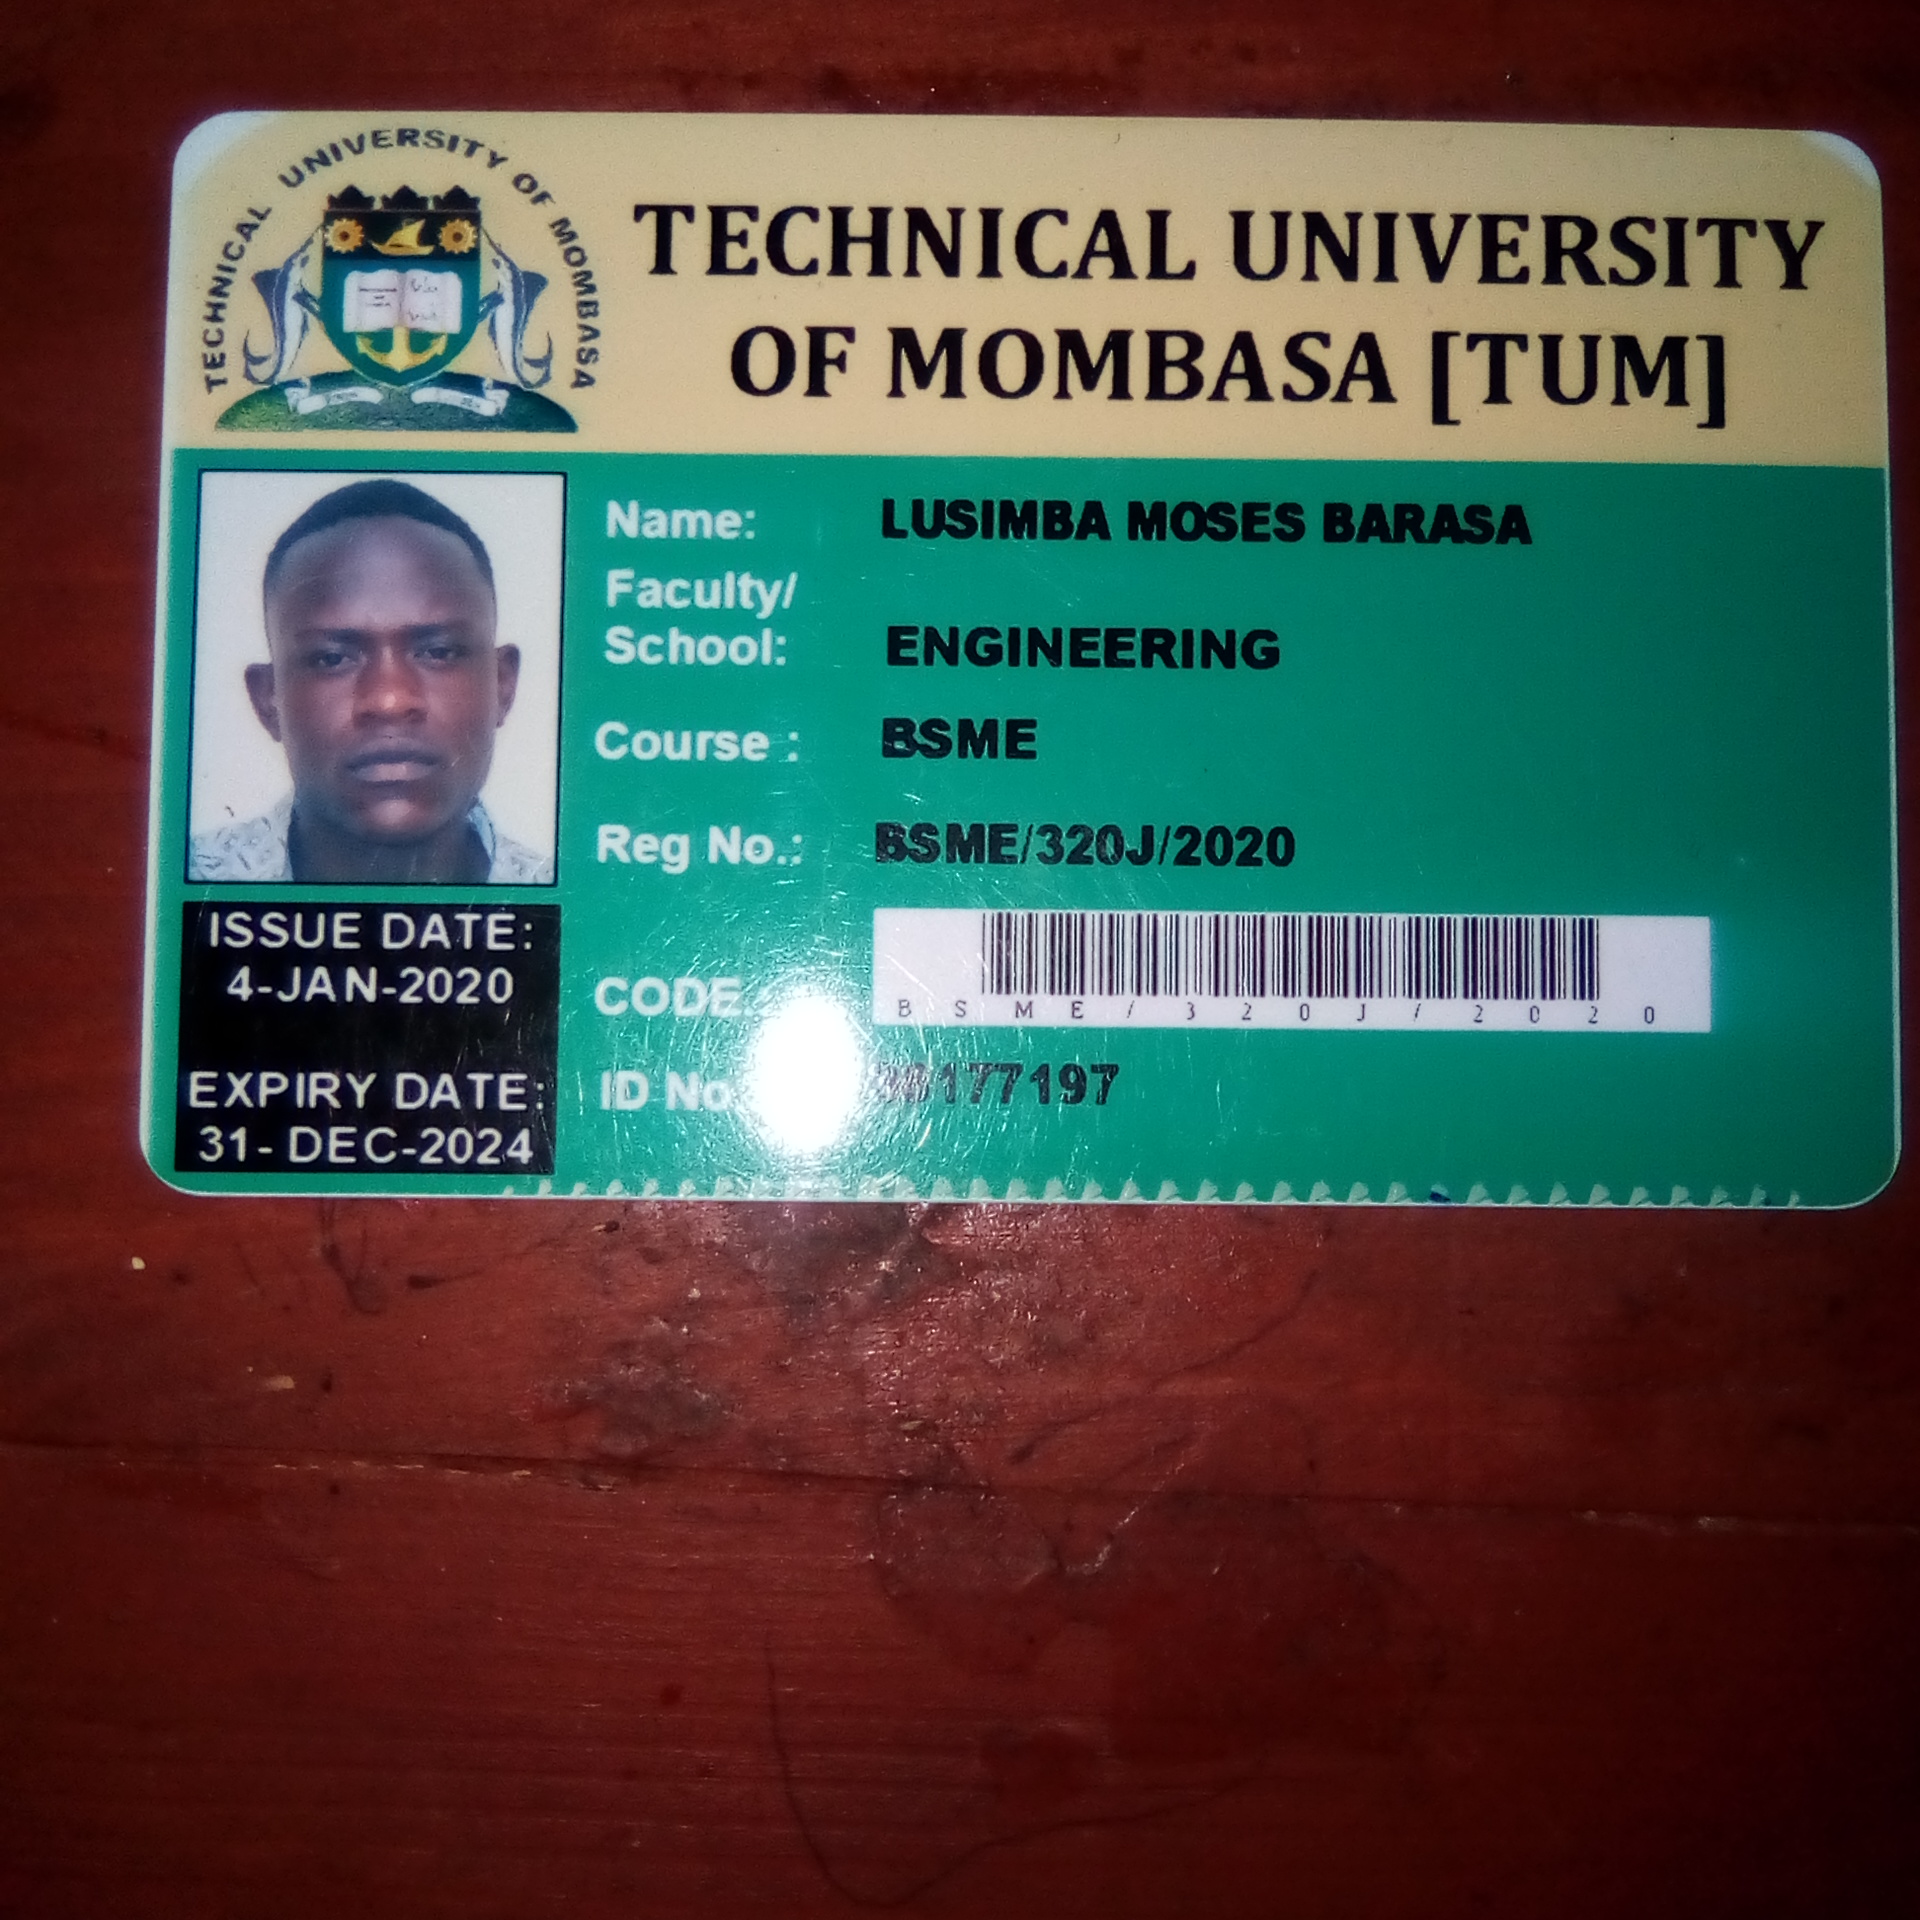 TECHNICAL UNIVERSITY OF MOMBASA
TECHNICAL UNIVERSITY
OF MOMBASA [TUM]
Name: LUSIMBA MOSES BARASA
Faculty/
School: ENGINEERING
Course : BSME
Reg No.: BSME/320J/2020
ISSUE DATE:
4-JAN-2020
CODE
BSME/320J/2020
EXPIRY DATE:
31- DEC-2024
ID No